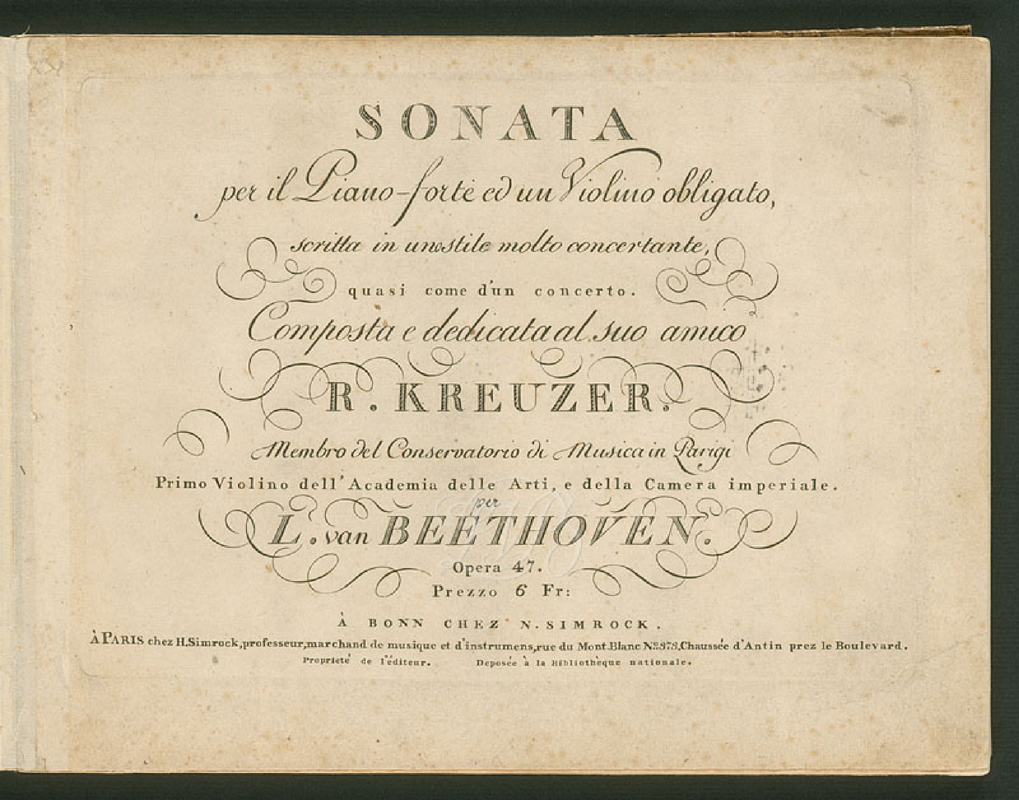 SONATA
per il Piano-forte ed un Violino obligato,
scritta in uno stile molto concertante,
quasi come d'un concerto.
Composta e dedicata al suo amico
R. KREUZER.
Membro del Conservatorio di Musica in Parigi
Primo Violino dell' Academia delle Arti, e della Camera imperiale.
per
L. van BEETHOVEN.
Opera 47.
Prezzo 6 Fr:
À BONN CHEZ N. SIMROCK.
À PARIS chez H. Simrock, professeur, marchand de musique et d'instrumens, rue du Mont Blanc Nº 373, Chaussée d'Antin prez le Boulevard.
Proprieté de l'éditeur. Deposée à la Bibliothèque nationale.